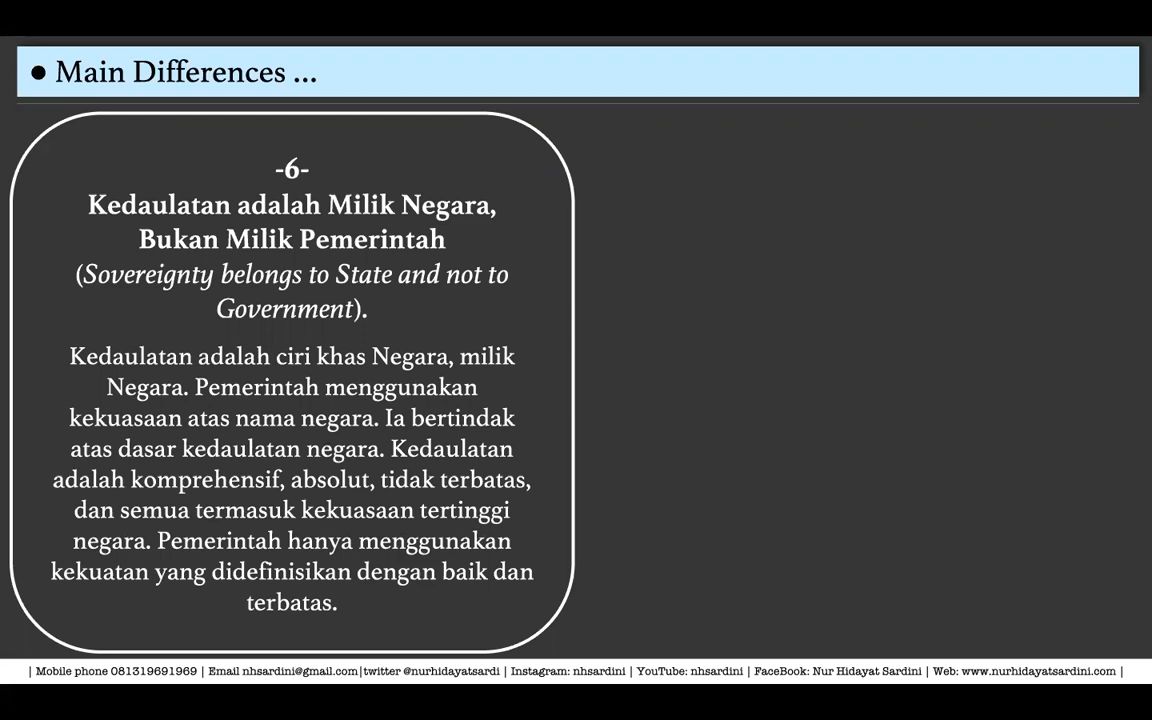 ● Main Differences ...
-6-
Kedaulatan adalah Milik Negara,
Bukan Milik Pemerintah
(Sovereignty belongs to State and not to
Government).
Kedaulatan adalah ciri khas Negara, milik
Negara. Pemerintah menggunakan
kekuasaan atas nama negara. Ia bertindak
atas dasar kedaulatan negara. Kedaulatan
adalah komprehensif, absolut, tidak terbatas,
dan semua termasuk kekuasaan tertinggi
negara. Pemerintah hanya menggunakan
kekuatan yang didefinisikan dengan baik dan
terbatas.
| Mobile phone 081319691969 | Email nhsardini@gmail.com|twitter @nurhidayatsardi | Instagram: nhsardini | YouTube: nhsardini | FaceBook: Nur Hidayat Sardini | Web: www.nurhidayatsardini.com |